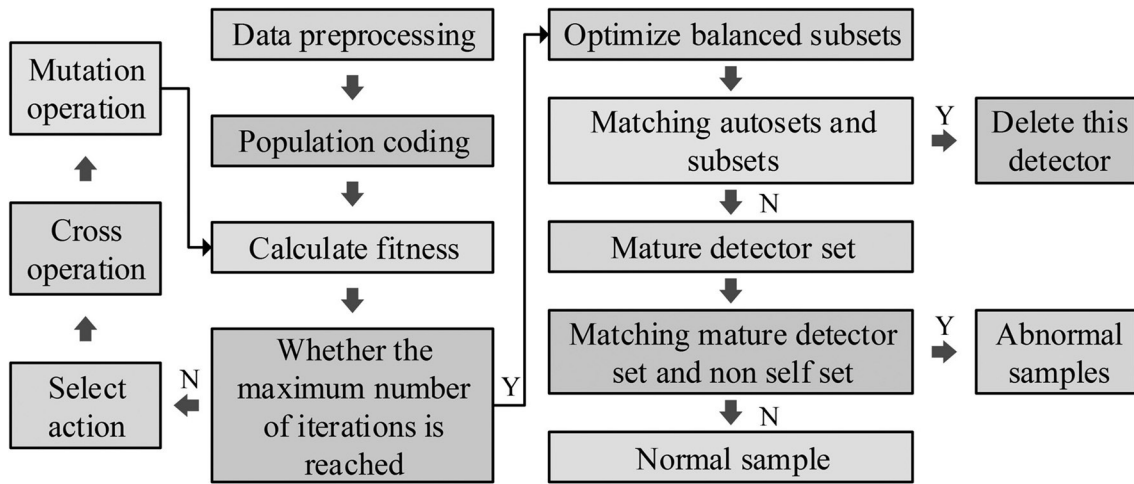 Data preprocessing
Population coding
Calculate fitness
Whether the
maximum number
of iterations is
reached
N
Y
Select
action
Cross
operation
Mutation
operation
Optimize balanced subsets
Matching autosets and
subsets
Y
Delete this
detector
N
Mature detector set
Matching mature detector
set and non self set
Y
Abnormal
samples
N
Normal sample